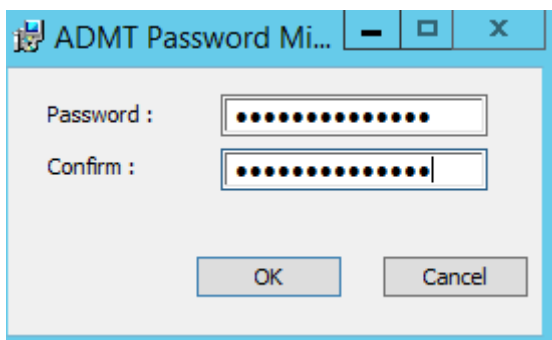 ADMT Password Mi...
Password :
••••••••••••••
Confirm :
••••••••••••••
OK Cancel